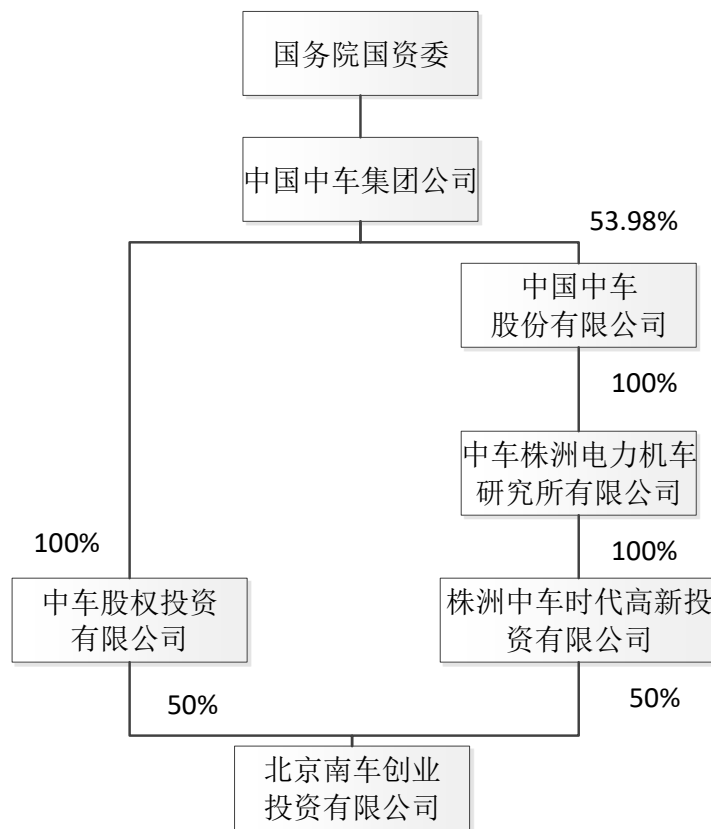 国务院国资委
中国中车集团公司
53.98%
中国中车
股份有限公司
100%
中车株洲电力机车
研究所有限公司
100%
100%
中车股权投资
有限公司
株洲中车时代高新投
资有限公司
50%
50%
北京南车创业
投资有限公司